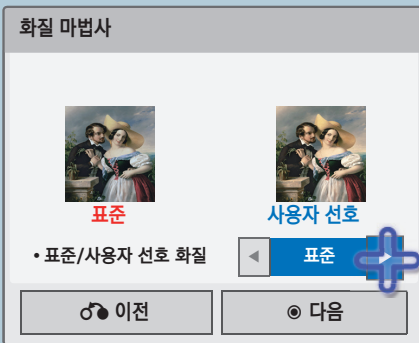 화질 마법사
표준 사용자 선호
• 표준/사용자 선호 화질 ◀ 표준 ▶
이전 ◉ 다음